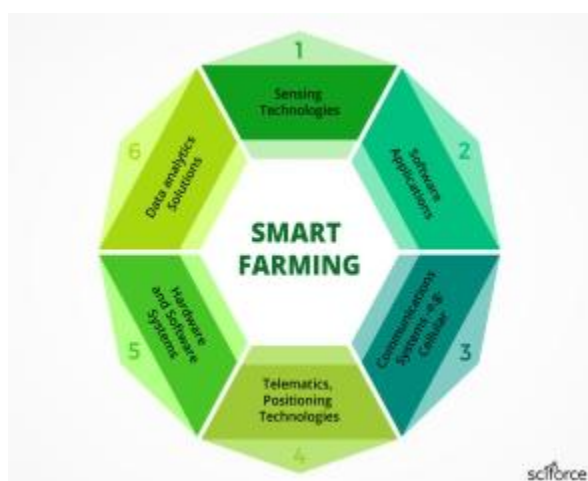 1
Sensing
Technologies
2
Software
Applications
3
Communications
Systems, e.g.
Cellular
4
Telematics,
Positioning
Technologies
5
Hardware
and Software
Systems
6
Data analytics
Solutions
SMART
FARMING
sciforce